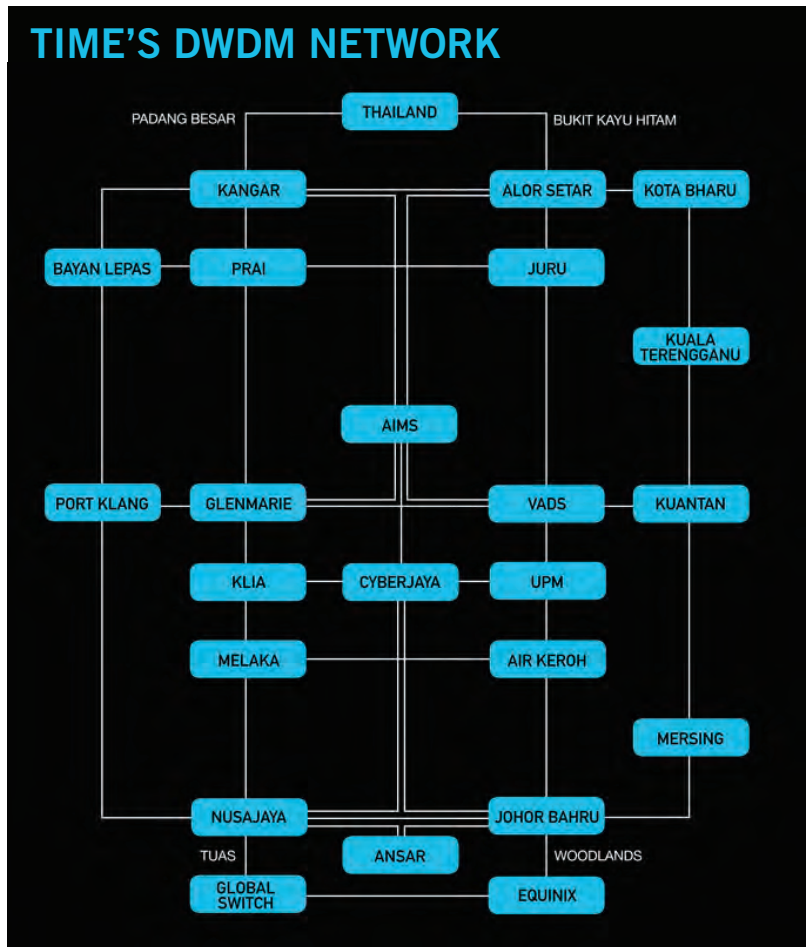 TIME’S DWDM NETWORK
THAILAND
PADANG BESAR
BUKIT KAYU HITAM
KANGAR
ALOR SETAR
KOTA BHARU
BAYAN LEPAS
PRAI
JURU
KUALA
TERENGGANU
AIMS
PORT KLANG
GLENMARIE
VADS
KUANTAN
KLIA
CYBERJAYA
UPM
MELAKA
AIR KEROH
MERSING
NUSAJAYA
JOHOR BAHRU
TUAS
ANSAR
WOODLANDS
GLOBAL
SWITCH
EQUINIX